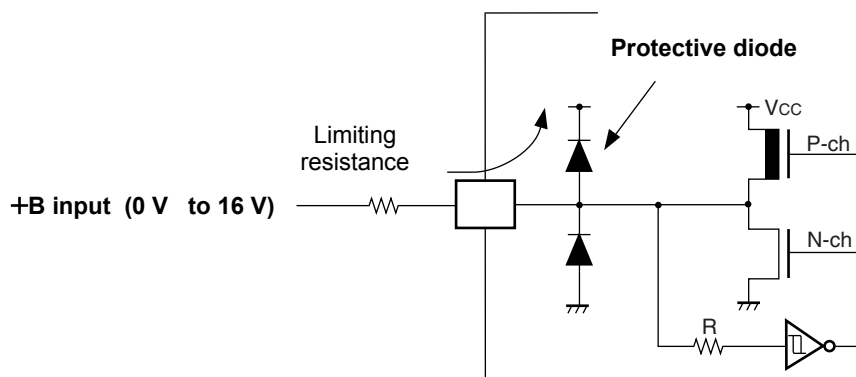 Protective diode
VCC
Limiting
resistance
P-ch
+B input (0 V to 16 V)
N-ch
R